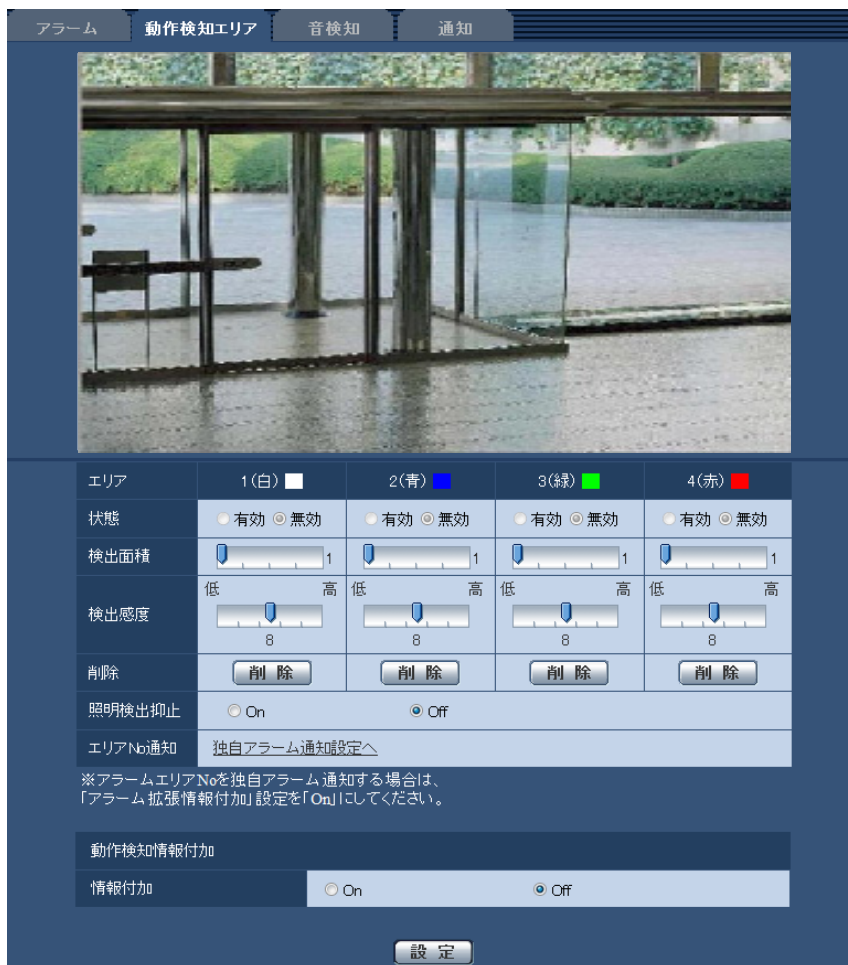 アラーム 動作検知エリア 音検知 通知
エリア 1(白) 2(青) 3(緑) 4(赤)
状態 有効 無効 有効 無効 有効 無効 有効 無効
検出面積 1 1 1 1
低 高 低 高 低 高 低 高
検出感度
8 8 8 8
削除 削除 削除 削除 削除
照明検出抑止 On Off
エリアNo通知 独自アラーム通知設定へ
※アラームエリアNoを独自アラーム通知する場合は、
「アラーム拡張情報付加」設定を「On」にしてください。
動作検知情報付加
情報付加 On Off
設定